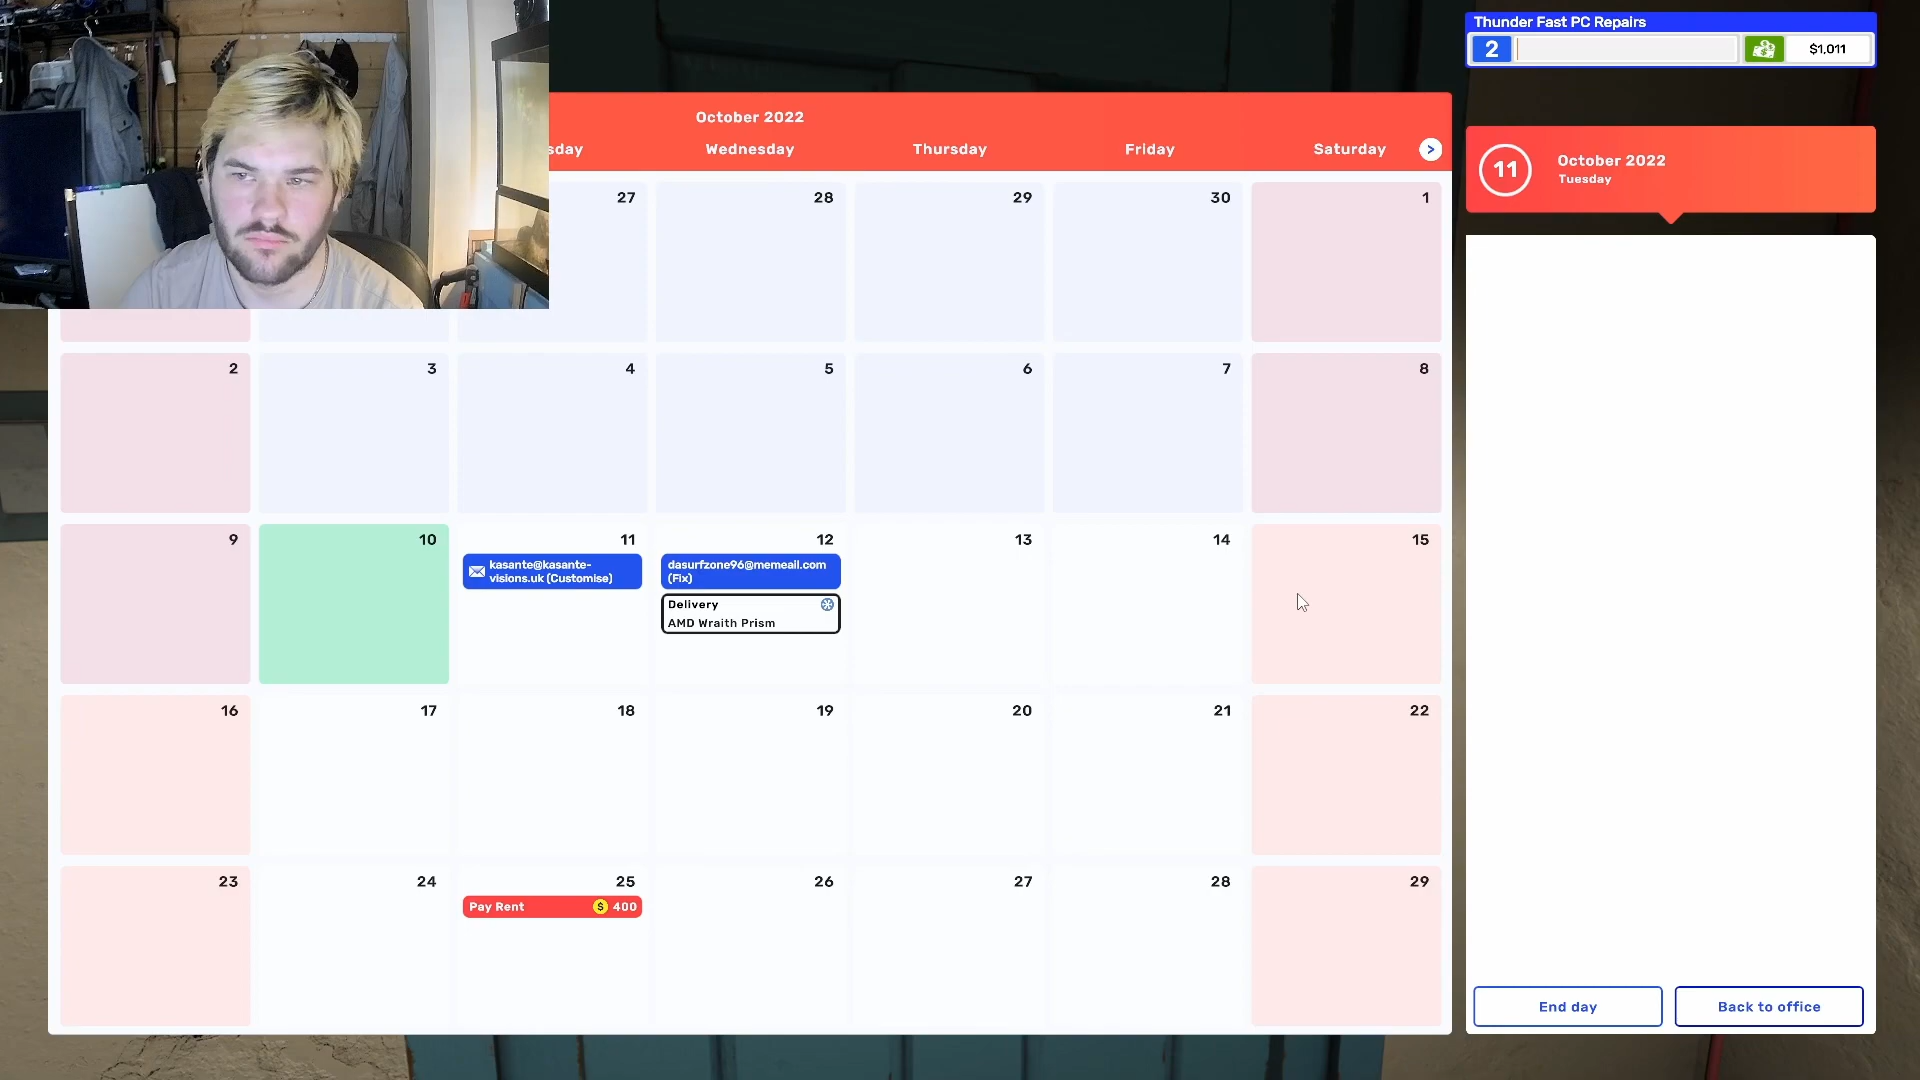 Thunder Fast PC Repairs
2
$1,011
October 2022
sday
Wednesday
Thursday
Friday
Saturday
>
11
October 2022
Tuesday
27
28
29
30
1
2
3
4
5
6
7
8
9
10
11
kasante@kasante-
visions.uk (Customise)
12
dasurfzone96@memeail.com
(Fix)
Delivery
AMD Wraith Prism
13
14
15
16
17
18
19
20
21
22
23
24
25
Pay Rent $ 400
26
27
28
29
End day
Back to office